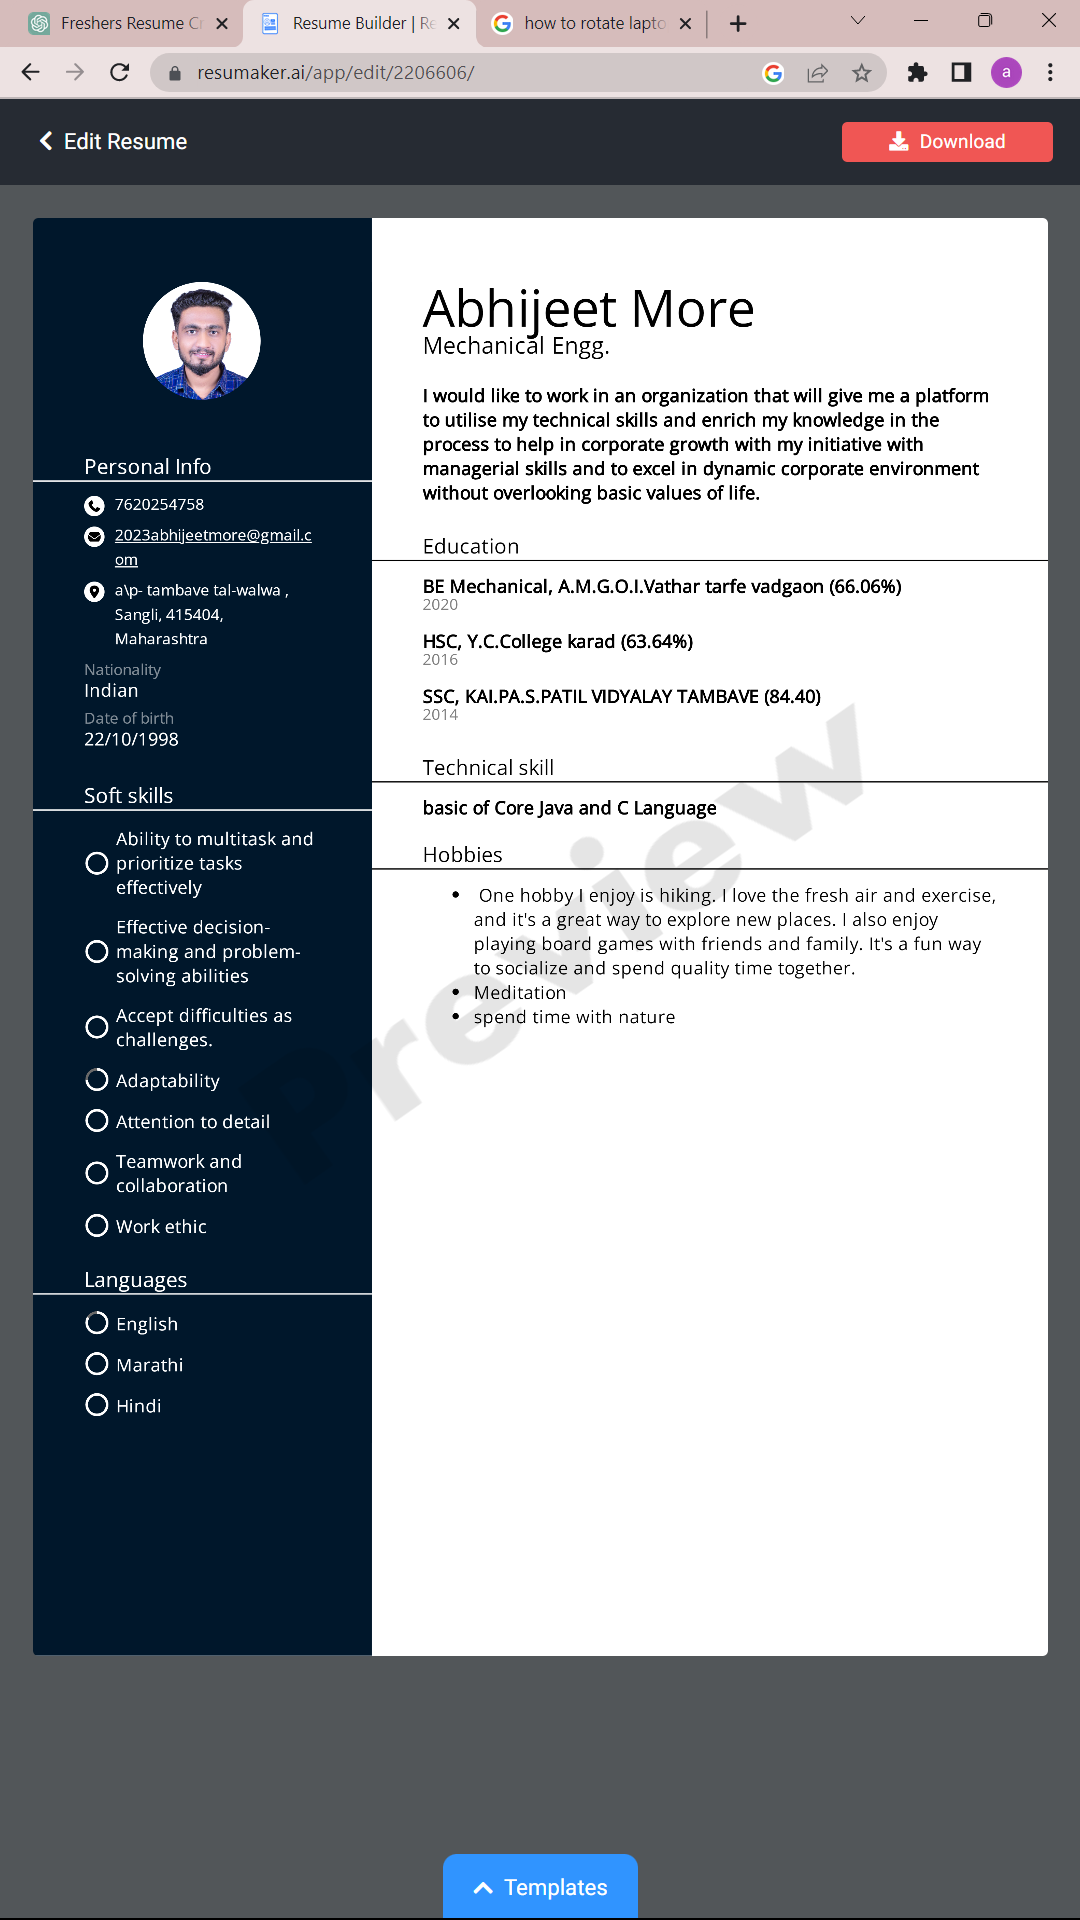 Freshers Resume Cr
Resume Builder | Re
how to rotate lapto
resumaker.ai/app/edit/2206606/
a
Edit Resume
Download
Abhijeet More
Mechanical Engg.
I would like to work in an organization that will give me a platform
to utilise my technical skills and enrich my knowledge in the
process to help in corporate growth with my initiative with
managerial skills and to excel in dynamic corporate environment
without overlooking basic values of life.
Personal Info
7620254758
2023abhijeetmore@gmail.c
om
a\p- tambave tal-walwa ,
Sangli, 415404,
Maharashtra
Nationality
Indian
Date of birth
22/10/1998
Soft skills
Ability to multitask and
prioritize tasks
effectively
Effective decision-
making and problem-
solving abilities
Accept difficulties as
challenges.
Adaptability
Attention to detail
Teamwork and
collaboration
Work ethic
Languages
English
Marathi
Hindi
Education
BE Mechanical, A.M.G.O.I.Vathar tarfe vadgaon (66.06%)
2020
HSC, Y.C.College karad (63.64%)
2016
SSC, KAI.PA.S.PATIL VIDYALAY TAMBAVE (84.40)
2014
Technical skill
basic of Core Java and C Language
Hobbies
• One hobby I enjoy is hiking. I love the fresh air and exercise,
and it's a great way to explore new places. I also enjoy
playing board games with friends and family. It's a fun way
to socialize and spend quality time together.
• Meditation
• spend time with nature
Preview
Templates